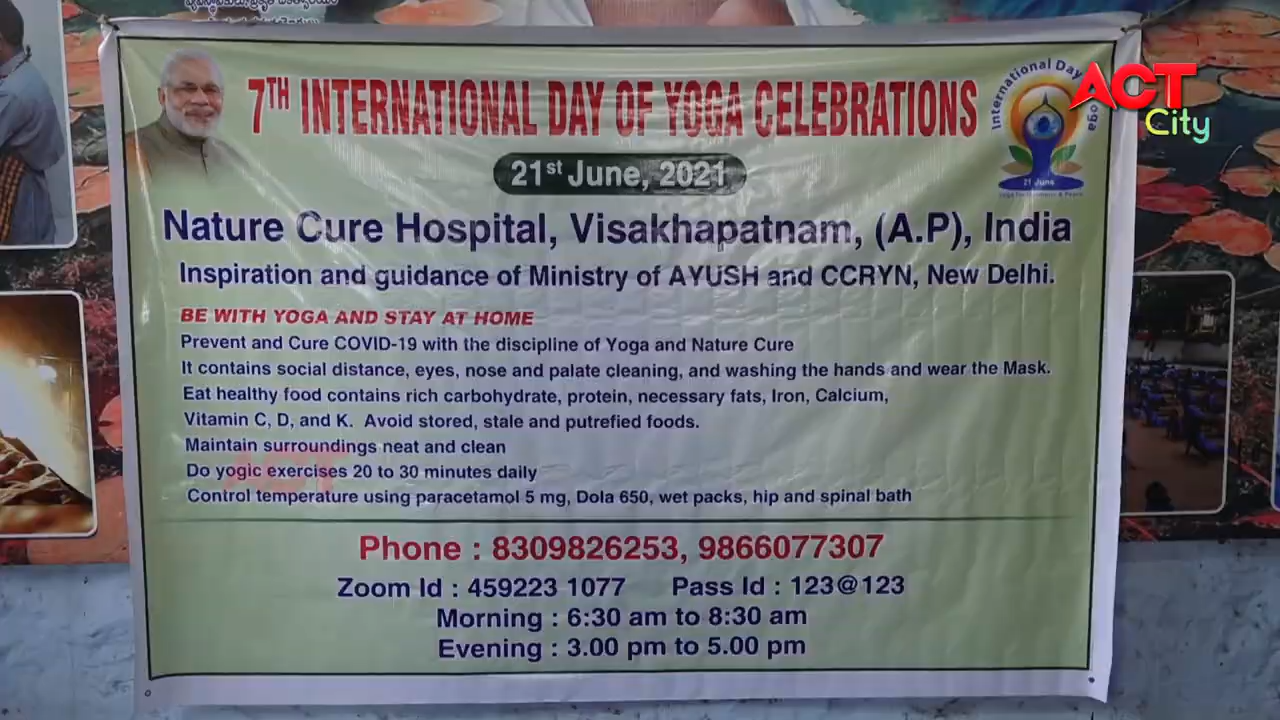 7TH INTERNATIONAL DAY OF YOGA CELEBRATIONS
21st June, 2021
International Day Yoga
21 June
ACT
City
Nature Cure Hospital, Visakhapatnam, (A.P), India
Inspiration and guidance of Ministry of AYUSH and CCRYN, New Delhi.
BE WITH YOGA AND STAY AT HOME
Prevent and Cure COVID-19 with the discipline of Yoga and Nature Cure
It contains social distance, eyes, nose and palate cleaning, and washing the hands and wear the Mask.
Eat healthy food contains rich carbohydrate, protein, necessary fats, Iron, Calcium,
Vitamin C, D, and K. Avoid stored, stale and putrefied foods.
Maintain surroundings neat and clean
Do yogic exercises 20 to 30 minutes daily
Control temperature using paracetamol 5 mg, Dola 650, wet packs, hip and spinal bath
Phone : 8309826253, 9866077307
Zoom Id : 459223 1077 Pass Id : 123@123
Morning : 6:30 am to 8:30 am
Evening : 3.00 pm to 5.00 pm